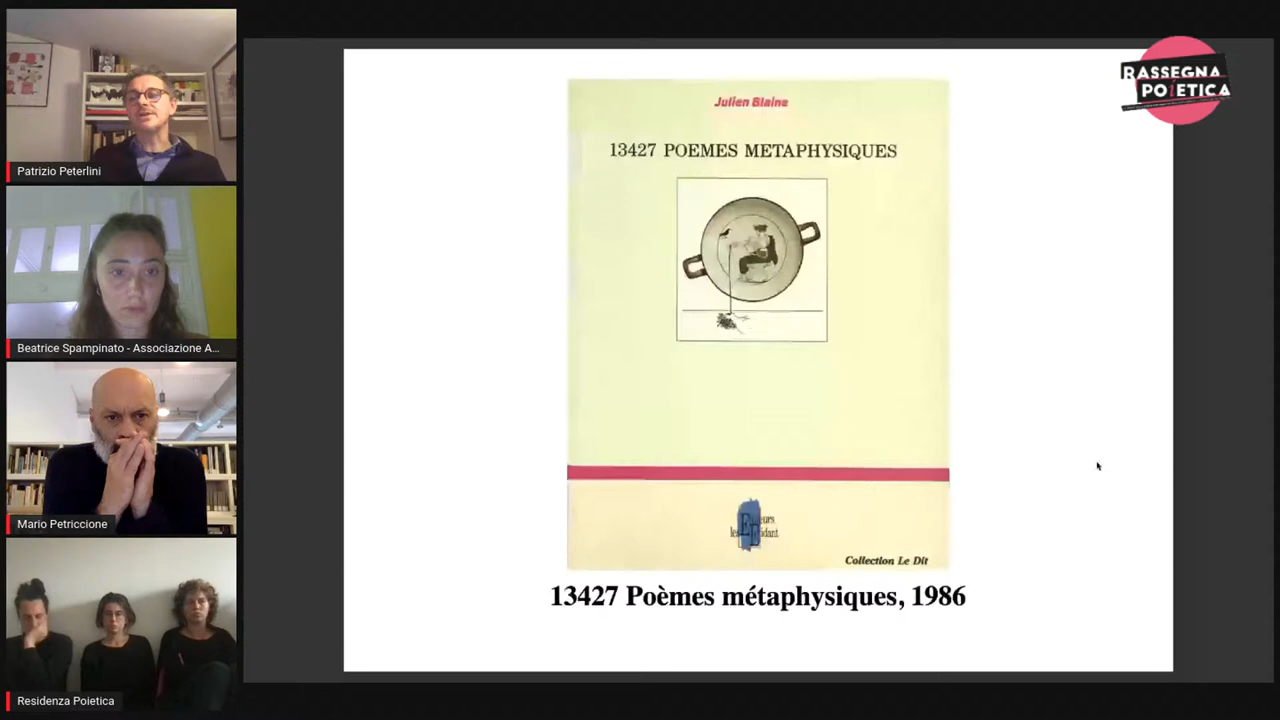 Patrizio Peterlini
Beatrice Spampinato - Associazione A...
Mario Petriccione
Residenza Poietica
RASSEGNA
POIETICA
Julien Blaine
13427 POEMES METAPHYSIQUES
Collection Le Dit
13427 Poèmes métaphysiques, 1986